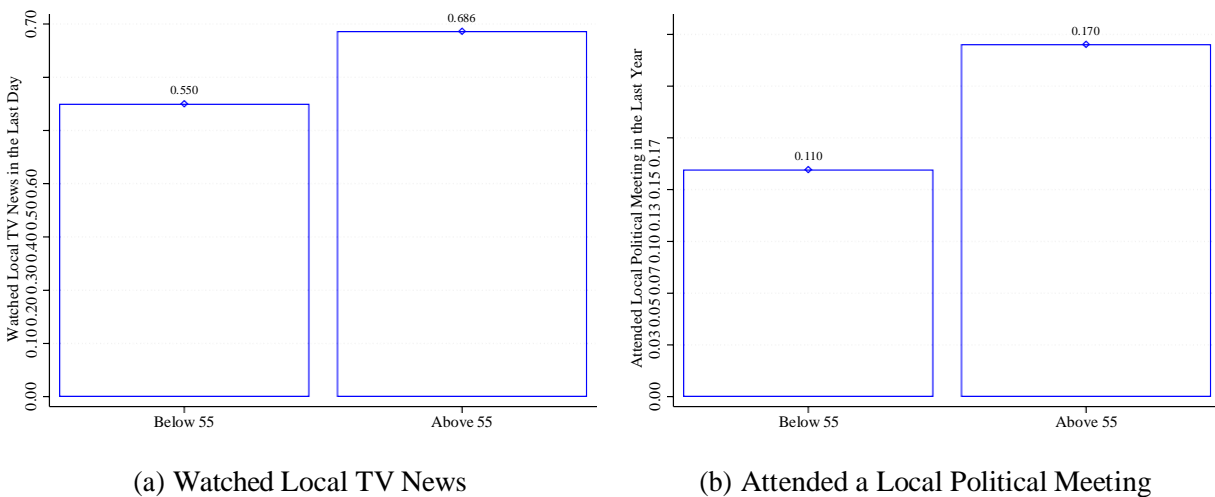 Watched Local TV News in the Last Day
0.00 0.10 0.20 0.30 0.40 0.50 0.60 0.70
0.550
0.686
Below 55
Above 55
(a) Watched Local TV News
Attended Local Political Meeting in the Last Year
0.00 0.03 0.05 0.07 0.10 0.13 0.15 0.17
0.110
0.170
Below 55
Above 55
(b) Attended a Local Political Meeting